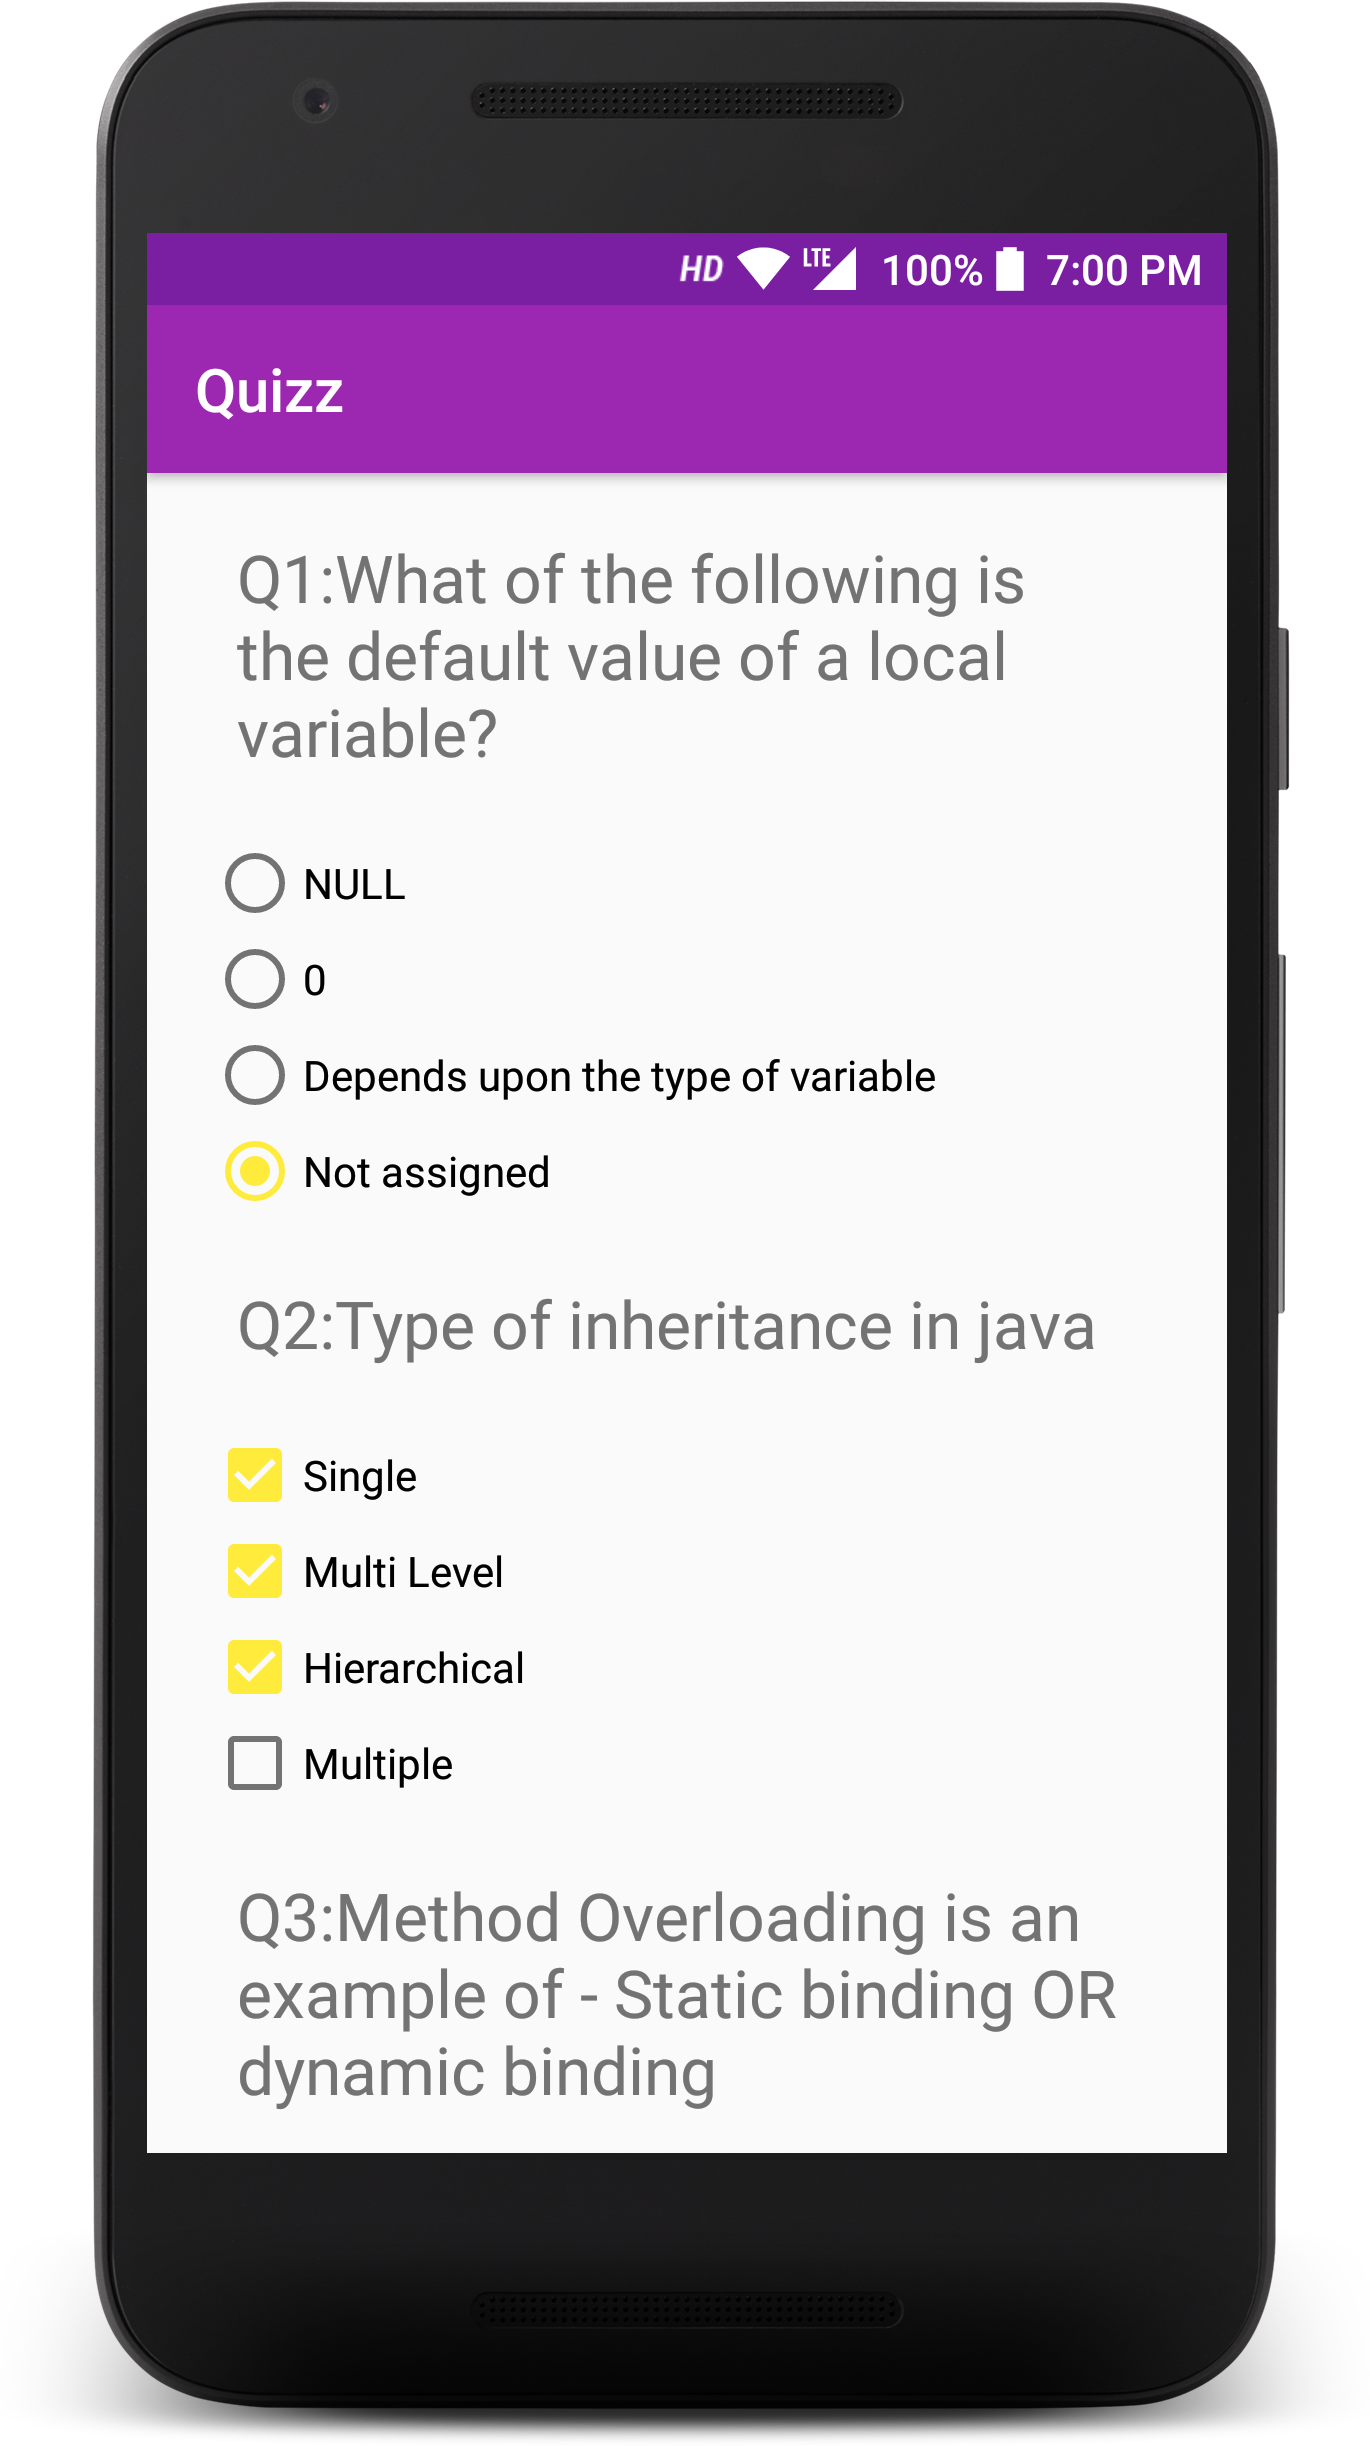 HD LTE 100% 7:00 PM
Quizz
Q1:What of the following is
the default value of a local
variable?
NULL
0
Depends upon the type of variable
Not assigned
Q2:Type of inheritance in java
Single
Multi Level
Hierarchical
Multiple
Q3:Method Overloading is an
example of - Static binding OR
dynamic binding